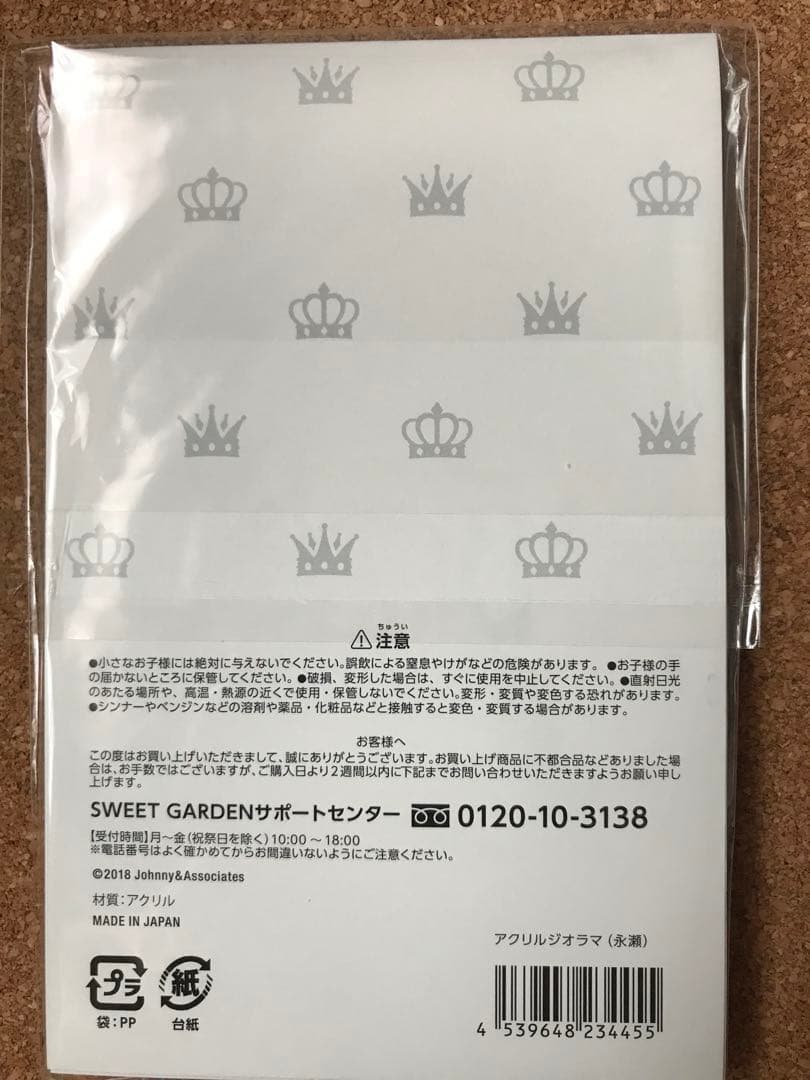 ちゅうい
注意
●小さなお子様には絶対に与えないでください。誤飲による窒息やけがなどの危険があります。 ●お子様の手
の届かないところに保管してください。●破損、変形した場合は、すぐに使用を中止してください。●直射日光
のあたる場所や、高温・熱源の近くで使用・保管しないでください。変形・変質や変色する恐れがあります。
●シンナーやベンジンなどの溶剤や薬品・化粧品などと接触すると変色・変質する場合があります。
お客様へ
この度はお買い上げいただきまして、誠にありがとうございます。お買い上げ商品に不都合品などありました場
合は、お手数ではございますが、ご購入日より2週間以内に下記までお問い合わせいただきますようお願い申し
上げます。
SWEET GARDENサポートセンター 0120-10-3138
【受付時間】月～金(祝祭日を除く)10:00～18:00
※電話番号はよく確かめてからお間違いないようにご注意ください。
©2018 Johnny&Associates
材質:アクリル
MADE IN JAPAN
アクリルジオラマ(永瀬)
プラ 紙
袋:PP 台紙
4 539648 234455